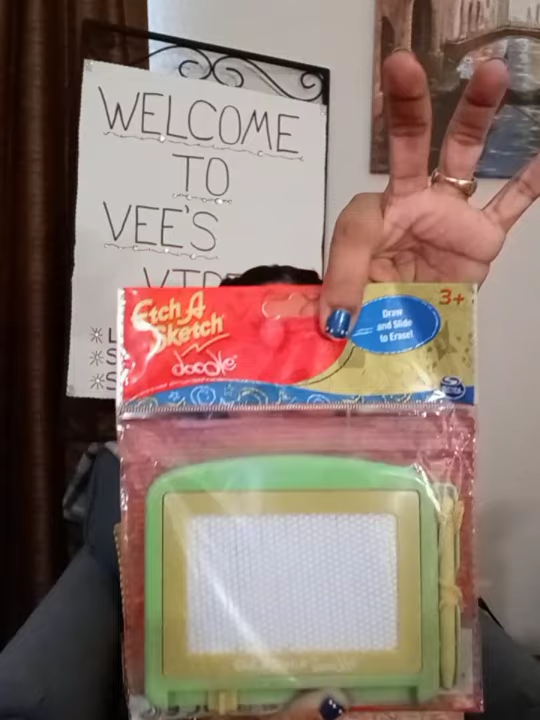 WELCOME
TO
VEE'S
Etch A
Sketch
doodle
3+
Draw
and Slide
to Erase!